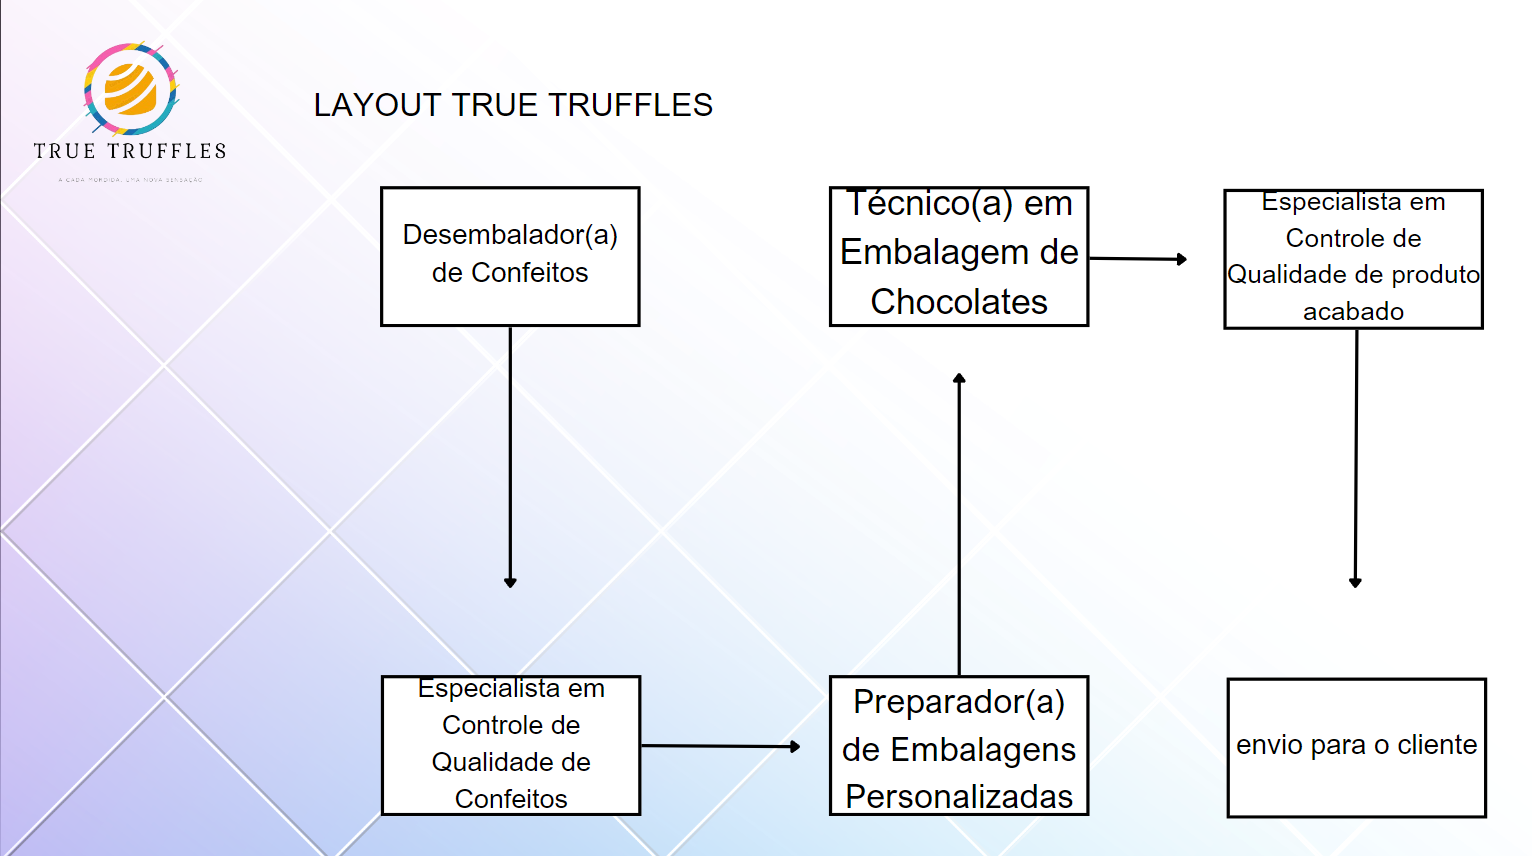 TRUE TRUFFLES
A CADA MORDIDA, UMA NOVA SENSAÇÃO
LAYOUT TRUE TRUFFLES
Desembalador(a)
de Confeitos
Especialista em
Controle de
Qualidade de
Confeitos
Preparador(a)
de Embalagens
Personalizadas
Técnico(a) em
Embalagem de
Chocolates
Especialista em
Controle de
Qualidade de produto
acabado
envio para o cliente